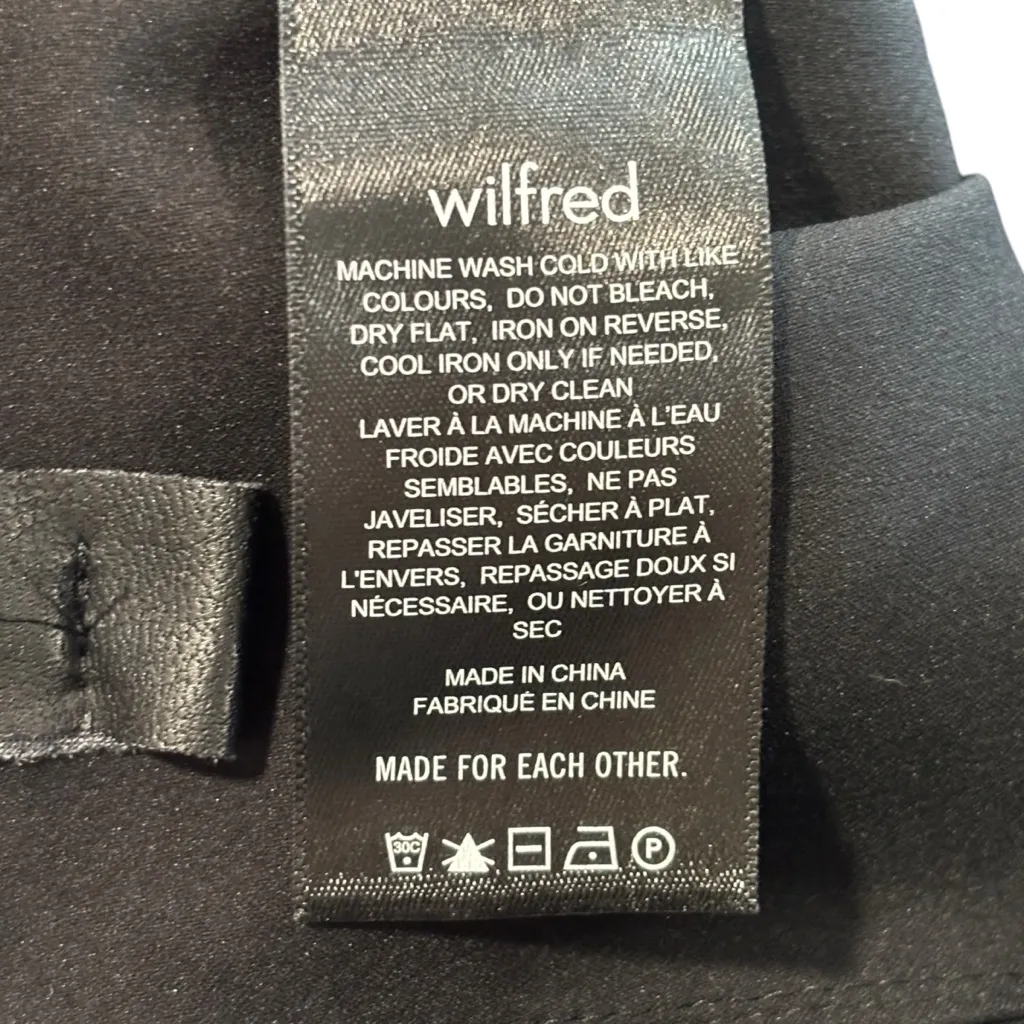 wilfred
MACHINE WASH COLD WITH LIKE
COLOURS, DO NOT BLEACH,
DRY FLAT, IRON ON REVERSE,
COOL IRON ONLY IF NEEDED,
OR DRY CLEAN
LAVER À LA MACHINE À L'EAU
FROIDE AVEC COULEURS
SEMBLABLES, NE PAS
JAVELISER, SÉCHER À PLAT,
REPASSER LA GARNITURE À
L'ENVERS, REPASSAGE DOUX SI
NÉCESSAIRE, OU NETTOYER À
SEC
MADE IN CHINA
FABRIQUÉ EN CHINE
MADE FOR EACH OTHER.
30C P